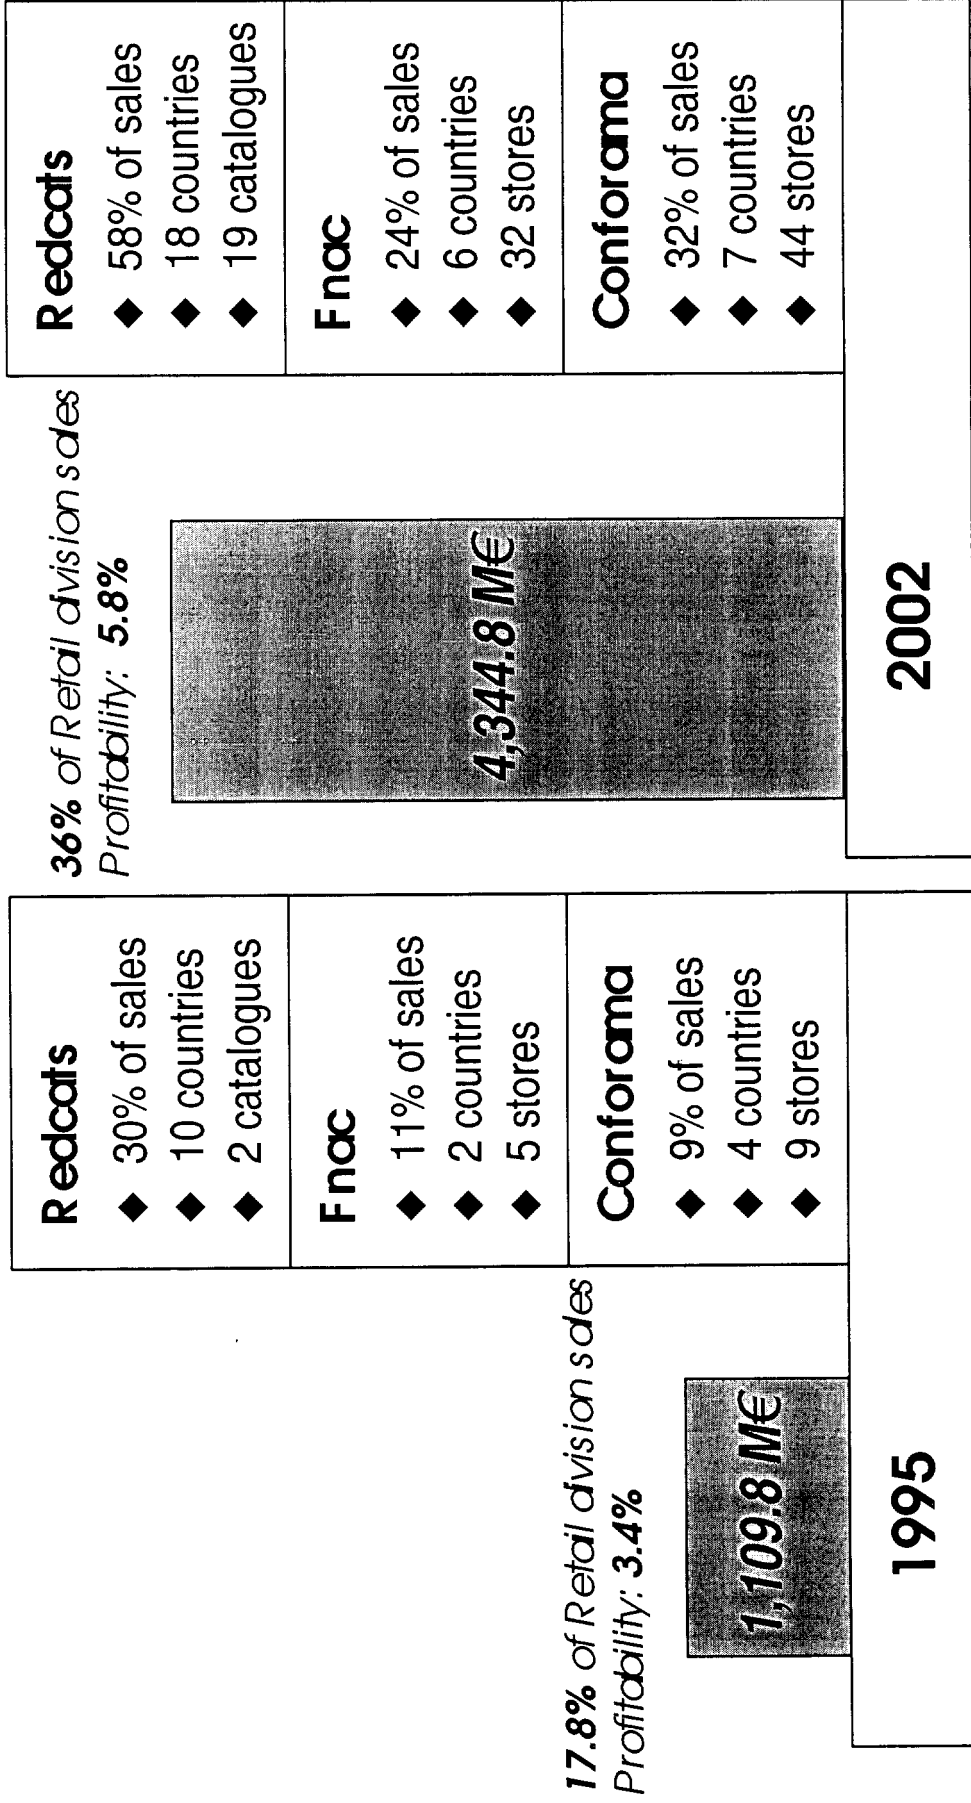 17.8% of Retail division sales
Profitability: 3.4%
1,109.8 M€
1995
Redcats
◆ 30% of sales
◆ 10 countries
◆ 2 catalogues
Fnac
◆ 11% of sales
◆ 2 countries
◆ 5 stores
Conforama
◆ 9% of sales
◆ 4 countries
◆ 9 stores
36% of Retail division sales
Profitability: 5.8%
4,344.8 M€
2002
Redcats
◆ 58% of sales
◆ 18 countries
◆ 19 catalogues
Fnac
◆ 24% of sales
◆ 6 countries
◆ 32 stores
Conforama
◆ 32% of sales
◆ 7 countries
◆ 44 stores